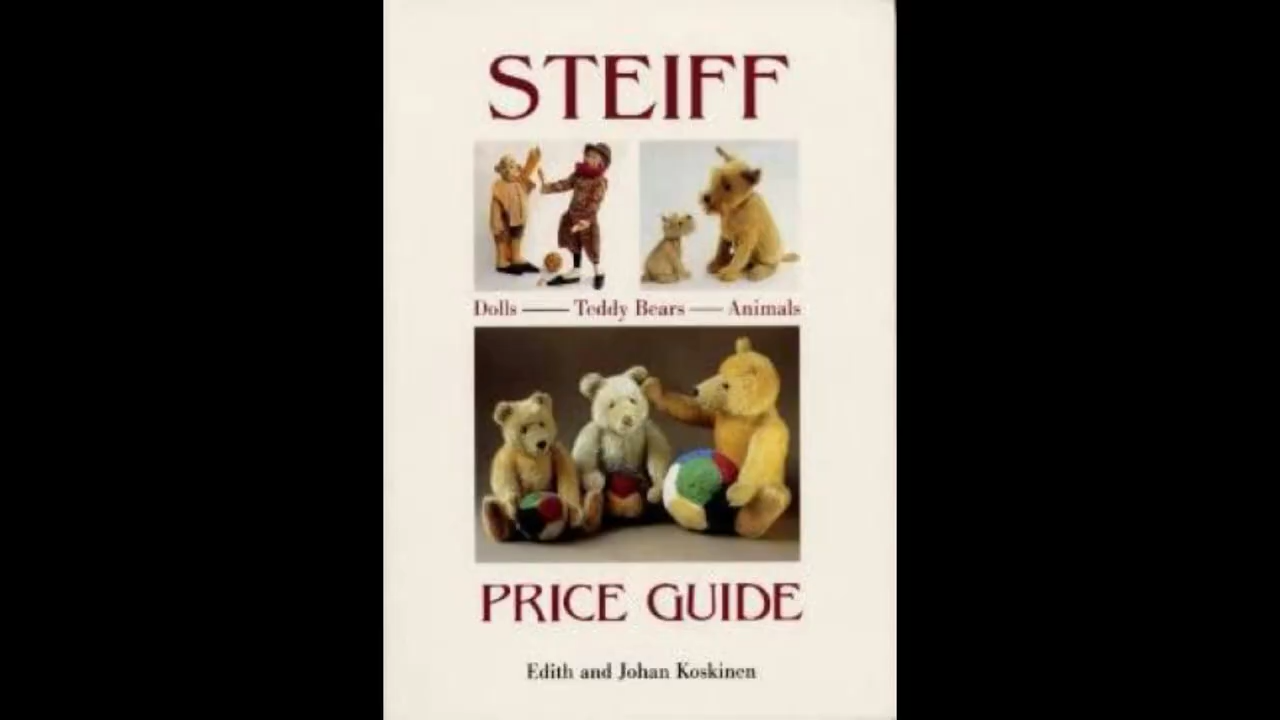 STEIFF
Dolls — Teddy Bears — Animals
PRICE GUIDE
Edith and Johan Koskinen